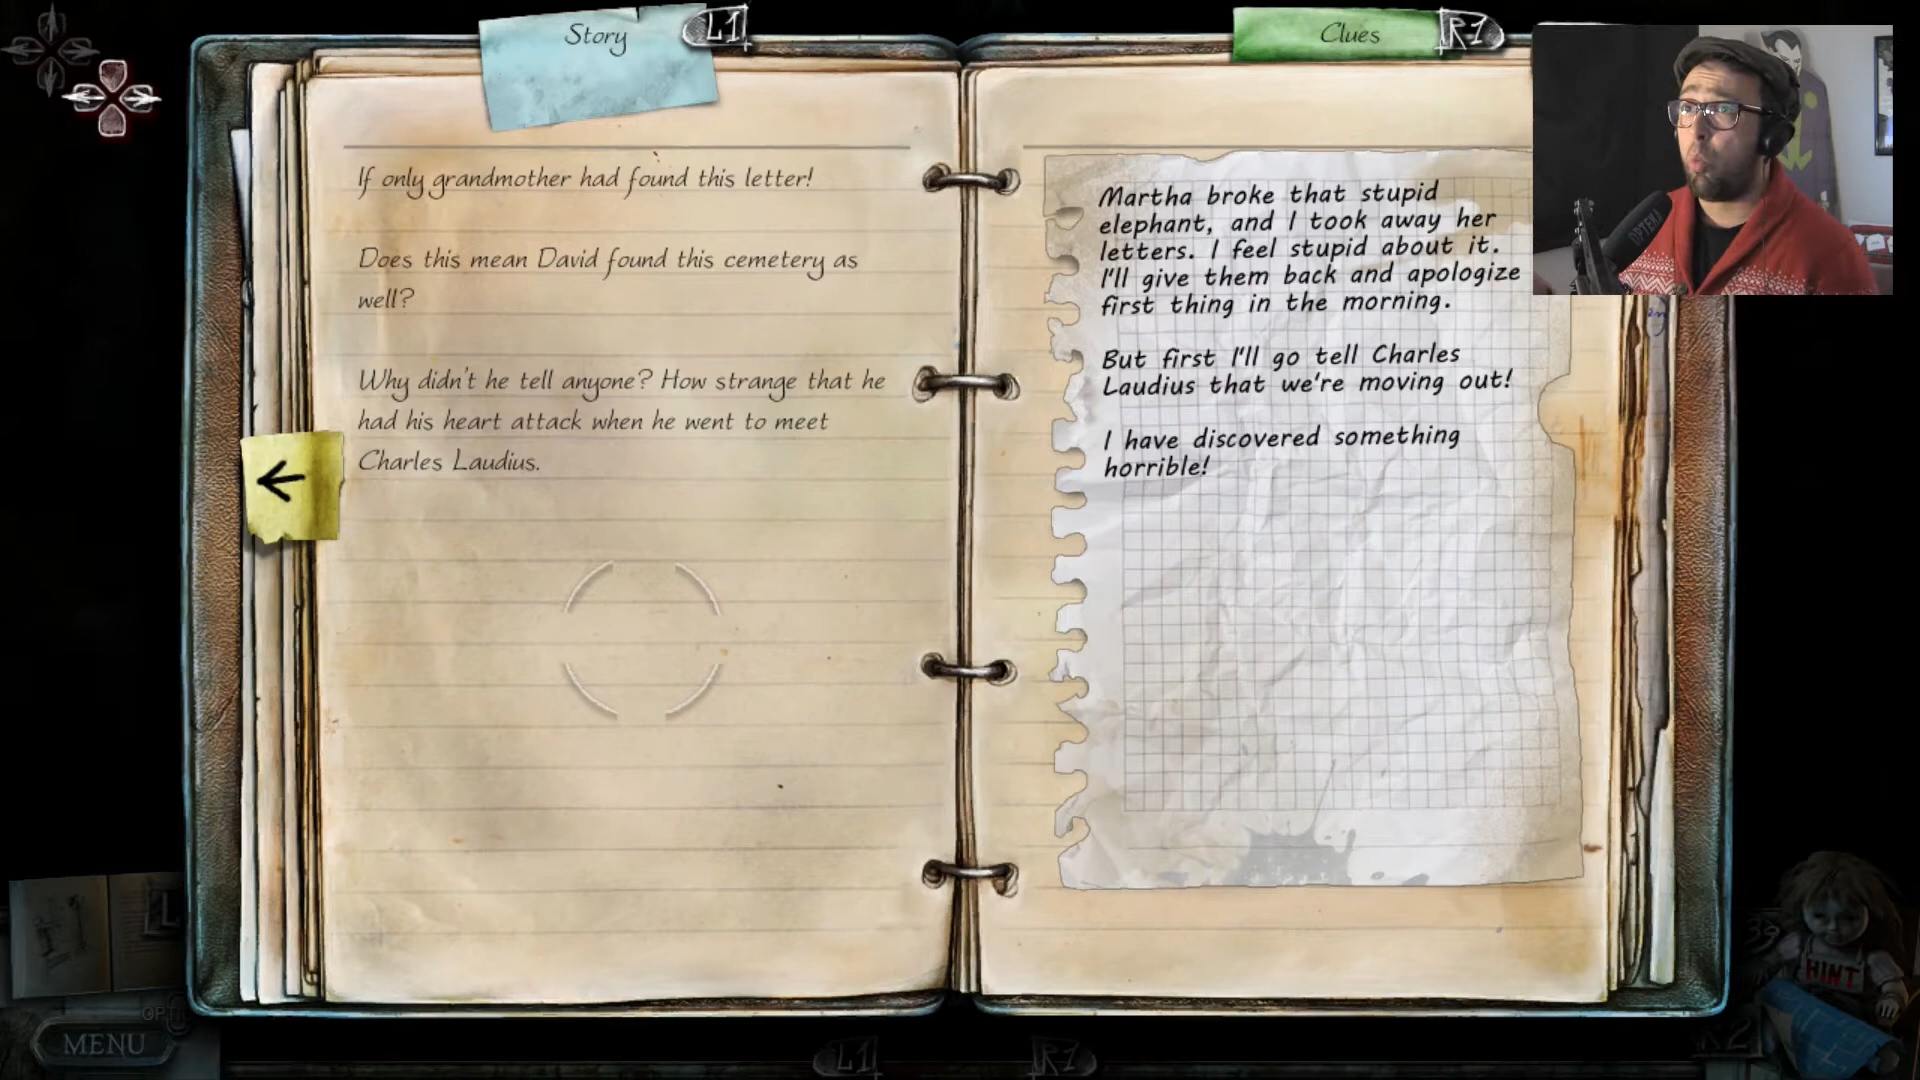 Story
L1
Clues
R1
If only grandmother had found this letter!
Does this mean David found this cemetery as
well?
Why didn't he tell anyone? How strange that he
had his heart attack when he went to meet
Charles Laudius.
Martha broke that stupid
elephant, and I took away her
letters. I feel stupid about it.
I'll give them back and apologize
first thing in the morning.
But first I'll go tell Charles
Laudius that we're moving out!
I have discovered something
horrible!
HINT
MENU
L1
R1
R2